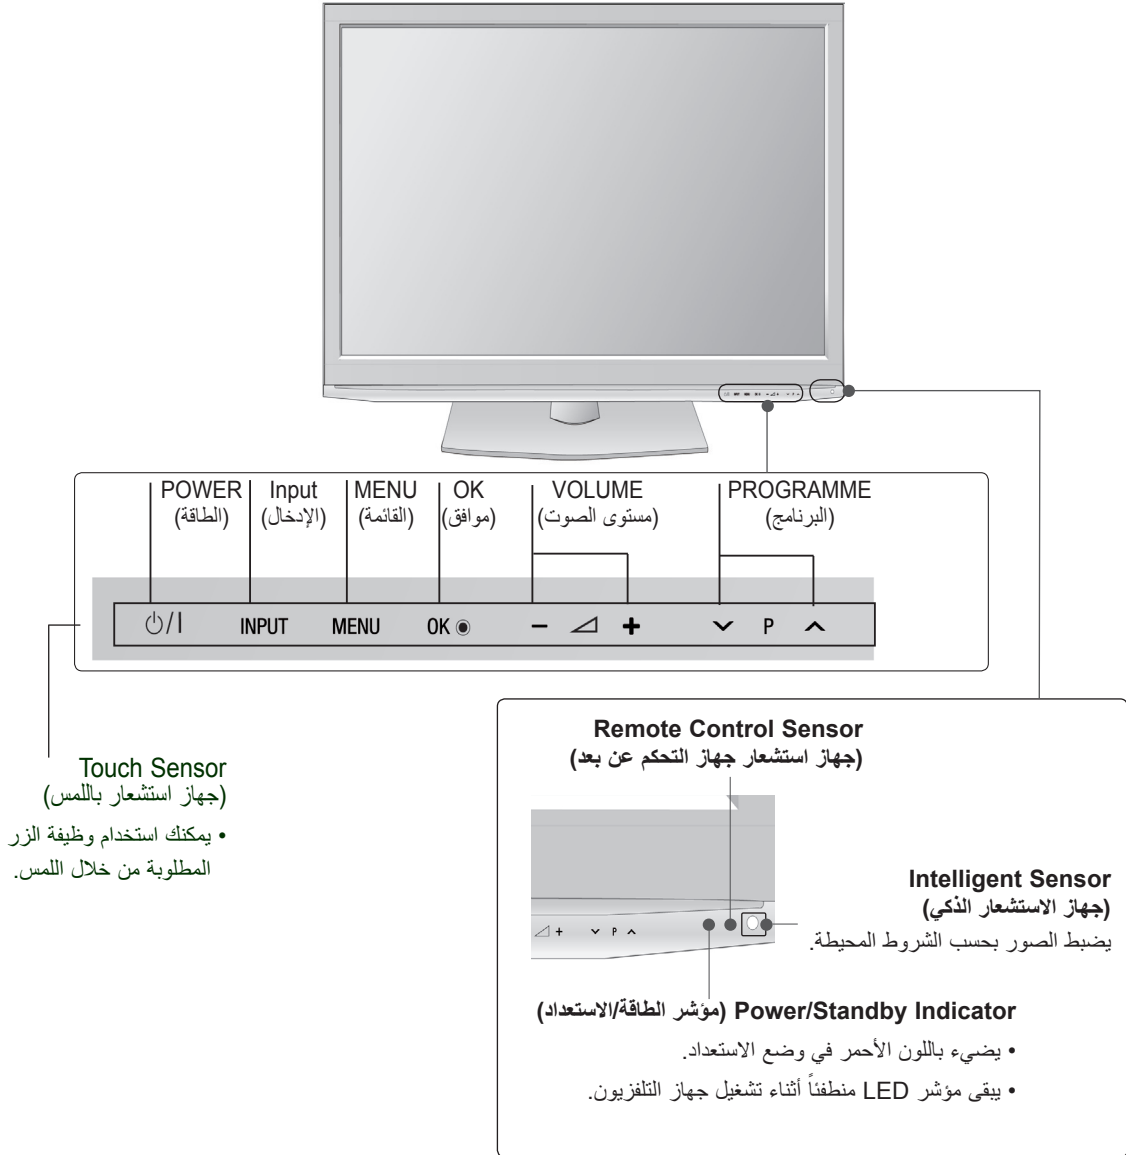 POWER Input MENU OK VOLUME PROGRAMME
(الطاقة) (الإدخال) (القائمة) (موافق) (مستوى الصوت) (البرنامج)
⏻/I INPUT MENU OK ◉ − ⊿ + ⌵ P ^
Touch Sensor
(جهاز استشعار باللمس)
• يمكنك استخدام وظيفة الزر
المطلوبة من خلال اللمس.
Remote Control Sensor
(جهاز استشعار جهاز التحكم عن بعد)
⊿ + ⌵ P ^
Intelligent Sensor
(جهاز الاستشعار الذكي)
يضبط الصور بحسب الشروط المحيطة.
Power/Standby Indicator (مؤشر الطاقة/الاستعداد)
• يضيء باللون الأحمر في وضع الاستعداد.
• يبقى مؤشر LED منطفئاً أثناء تشغيل جهاز التلفزيون.